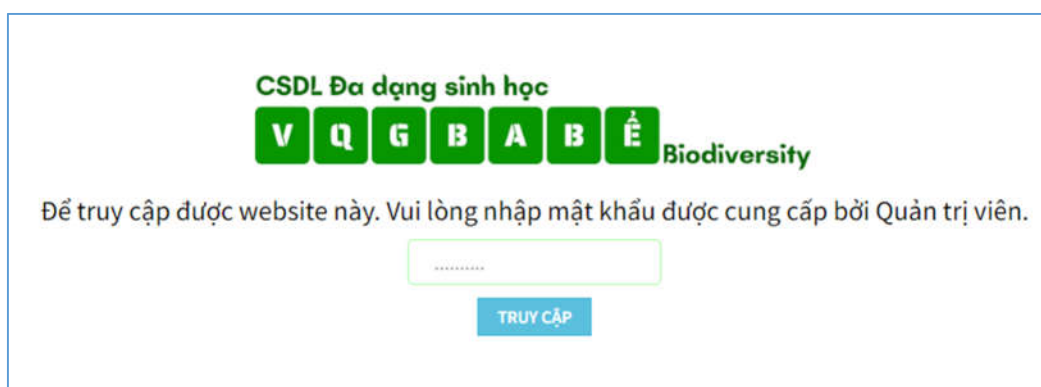 CSDL Đa dạng sinh học
VQGBABỂ Biodiversity
Để truy cập được website này. Vui lòng nhập mật khẩu được cung cấp bởi Quản trị viên.
..........
TRUY CẬP